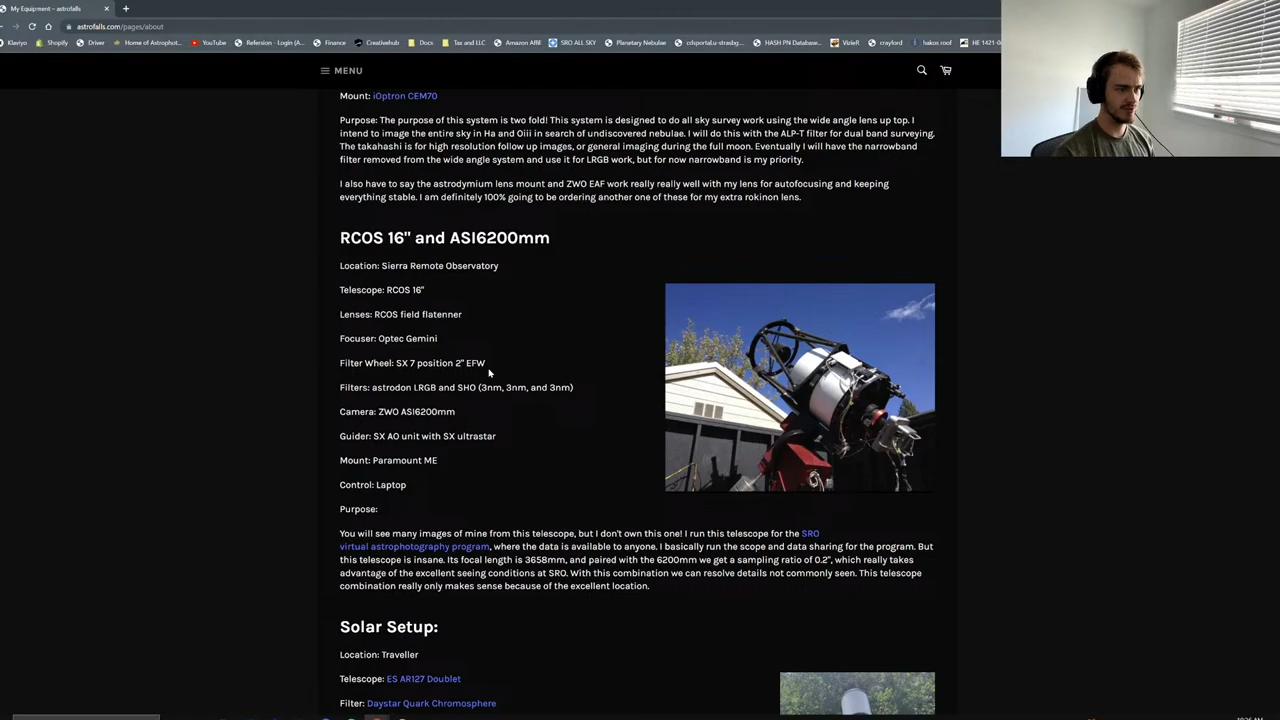 My Equipment – astrofalls
astrofalls.com/pages/about
Klaviyo Shopify Driver Home of Astrophot... YouTube Refersion - Login (A... Finance Creativehub Docs Tax and LLC Amazon Affil SRO ALL SKY Planetary Nebulae cdsportal.u-strasbg... HASH PN Database... VizieR crayford hakos roof HE 1421-0
MENU
Mount: iOptron CEM70
Purpose: The purpose of this system is two fold! This system is designed to do all sky survey work using the wide angle lens up top. I
intend to image the entire sky in Ha and Oiii in search of undiscovered nebulae. I will do this with the ALP-T filter for dual band surveying.
The takahashi is for high resolution follow up images, or general imaging during the full moon. Eventually I will have the narrowband
filter removed from the wide angle system and use it for LRGB work, but for now narrowband is my priority.
I also have to say the astrodymium lens mount and ZWO EAF work really really well with my lens for autofocusing and keeping
everything stable. I am definitely 100% going to be ordering another one of these for my extra rokinon lens.
RCOS 16" and ASI6200mm
Location: Sierra Remote Observatory
Telescope: RCOS 16"
Lenses: RCOS field flatenner
Focuser: Optec Gemini
Filter Wheel: SX 7 position 2" EFW
Filters: astrodon LRGB and SHO (3nm, 3nm, and 3nm)
Camera: ZWO ASI6200mm
Guider: SX AO unit with SX ultrastar
Mount: Paramount ME
Control: Laptop
Purpose:
You will see many images of mine from this telescope, but I don't own this one! I run this telescope for the SRO
virtual astrophotography program, where the data is available to anyone. I basically run the scope and data sharing for the program. But
this telescope is insane. Its focal length is 3658mm, and paired with the 6200mm we get a sampling ratio of 0.2", which really takes
advantage of the excellent seeing conditions at SRO. With this combination we can resolve details not commonly seen. This telescope
combination really only makes sense because of the excellent location.
Solar Setup:
Location: Traveller
Telescope: ES AR127 Doublet
Filter: Daystar Quark Chromosphere